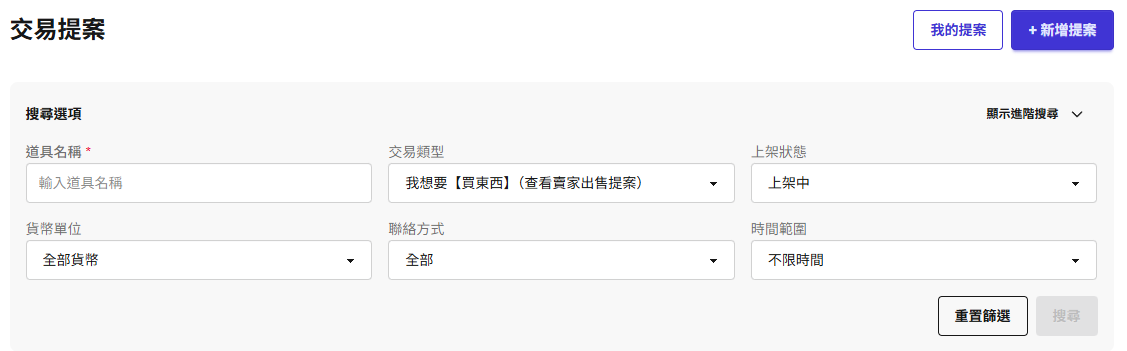 交易提案
我的提案
+ 新增提案
搜尋選項
顯示進階搜尋
道具名稱 *
交易類型
上架狀態
輸入道具名稱
我想要【買東西】（查看賣家出售提案）
上架中
貨幣單位
聯絡方式
時間範圍
全部貨幣
全部
不限時間
重置篩選
搜尋